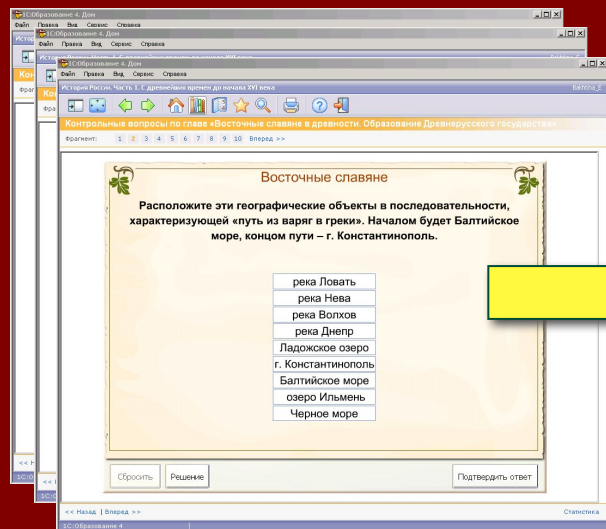 1С:Образование 4. Дом
Файл Правка Вид Сервис Справка
1С:Образование 4. Дом
Файл Правка Вид Сервис Справка
1С:Образование 4. Дом
Файл Правка Вид Сервис Справка
История России. Часть 1. С древнейших времен до начала XVI века
Bakhtina_E
Контрольные вопросы по главе «Восточные славяне в древности. Образование Древнерусского государства»
Фрагмент: 1 2 3 4 5 6 7 8 9 10 Вперед >>
Восточные славяне
Расположите эти географические объекты в последовательности,
характеризующей «путь из варяг в греки». Началом будет Балтийское
море, концом пути – г. Константинополь.
река Ловать
река Нева
река Волхов
река Днепр
Ладожское озеро
г. Константинополь
Балтийское море
озеро Ильмень
Черное море
Сбросить
Решение
Подтвердить ответ
<< Назад | Вперед >>
Статистика
1С:Образование 4